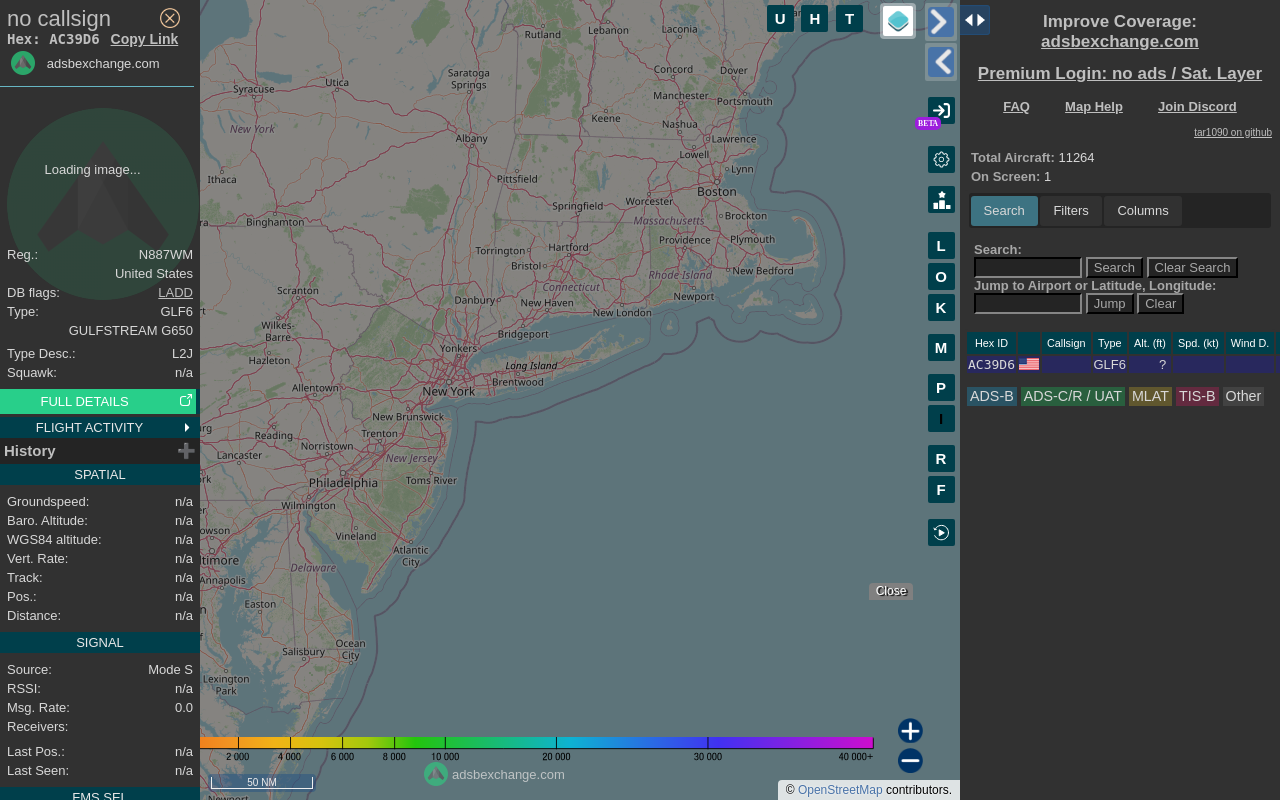 no callsign
Hex: AC39D6 Copy Link
adsbexchange.com
Loading image...
Reg.: N887WM
United States
DB flags: LADD
Type: GLF6
GULFSTREAM G650
Type Desc.: L2J
Squawk: n/a
FULL DETAILS
FLIGHT ACTIVITY
History
SPATIAL
Groundspeed: n/a
Baro. Altitude: n/a
WGS84 altitude: n/a
Vert. Rate: n/a
Track: n/a
Pos.: n/a
Distance: n/a
SIGNAL
Source: Mode S
RSSI: n/a
Msg. Rate: 0.0
Receivers:
Last Pos.: n/a
Last Seen: n/a
FMS SEL
U H T
BETA
L
O
K
M
P
I
R
F
Rutland
Lebanon
Laconia
Concord
Dover
Saratoga
Springs
Utica
Syracuse
Manchester
Portsmouth
Keene
Nashua
New York
Albany
Lawrence
Lowell
Lynn
Ithaca
Pittsfield
Boston
Worcester
Springfield
Massachusetts
Brockton
Binghamton
Providence
Plymouth
Hartford
Torrington
Bristol
Rhode Island
New Bedford
Connecticut
Newport
Scranton
Danbury
New Haven
New London
Wilkes-
Barre
Bridgeport
Yonkers
Hazleton
Long Island
Brentwood
Allentown
New York
New Brunswick
Reading
Trenton
Norristown
Lancaster
New Jersey
Philadelphia
Toms River
Wilmington
Vineland
Atlantic
City
Delaware
Annapolis
Easton
Ocean
City
Salisbury
Lexington
Park
Close
2 000 4 000 6 000 8 000 10 000 20 000 30 000 40 000+
adsbexchange.com
50 NM
© OpenStreetMap contributors.
Improve Coverage:
adsbexchange.com
Premium Login: no ads / Sat. Layer
FAQ Map Help Join Discord
tar1090 on github
Total Aircraft: 11264
On Screen: 1
Search Filters Columns
Search:
Search Clear Search
Jump to Airport or Latitude, Longitude:
Jump Clear
Hex ID Callsign Type Alt. (ft) Spd. (kt) Wind D.
AC39D6 GLF6 ?
ADS-B ADS-C/R / UAT MLAT TIS-B Other